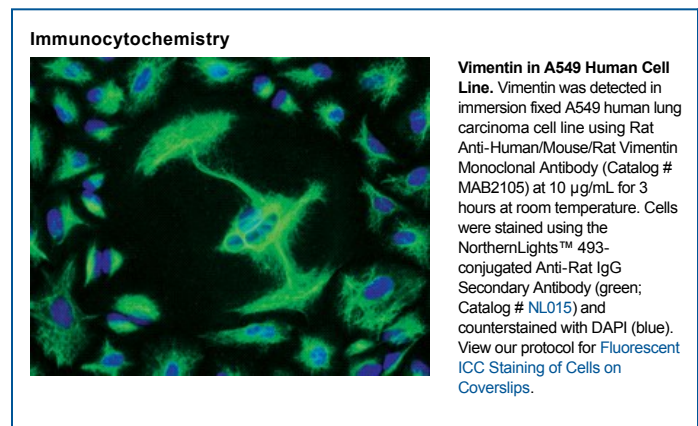 Immunocytochemistry
Vimentin in A549 Human Cell
Line. Vimentin was detected in
immersion fixed A549 human lung
carcinoma cell line using Rat
Anti-Human/Mouse/Rat Vimentin
Monoclonal Antibody (Catalog #
MAB2105) at 10 µg/mL for 3
hours at room temperature. Cells
were stained using the
NorthernLights™ 493-
conjugated Anti-Rat IgG
Secondary Antibody (green;
Catalog # NL015) and
counterstained with DAPI (blue).
View our protocol for Fluorescent
ICC Staining of Cells on
Coverslips.